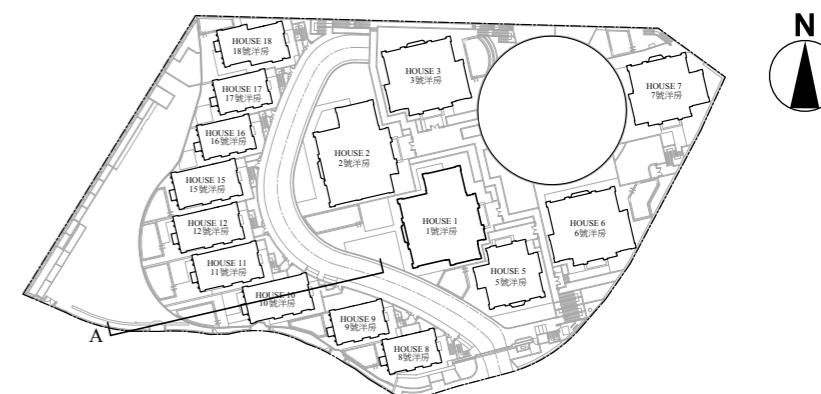 N
HOUSE 18
18號洋房
HOUSE 17
17號洋房
HOUSE 16
16號洋房
HOUSE 15
15號洋房
HOUSE 12
12號洋房
HOUSE 11
11號洋房
HOUSE 10
10號洋房
HOUSE 9
9號洋房
HOUSE 8
8號洋房
HOUSE 3
3號洋房
HOUSE 2
2號洋房
HOUSE 1
1號洋房
HOUSE 5
5號洋房
HOUSE 6
6號洋房
HOUSE 7
7號洋房
A